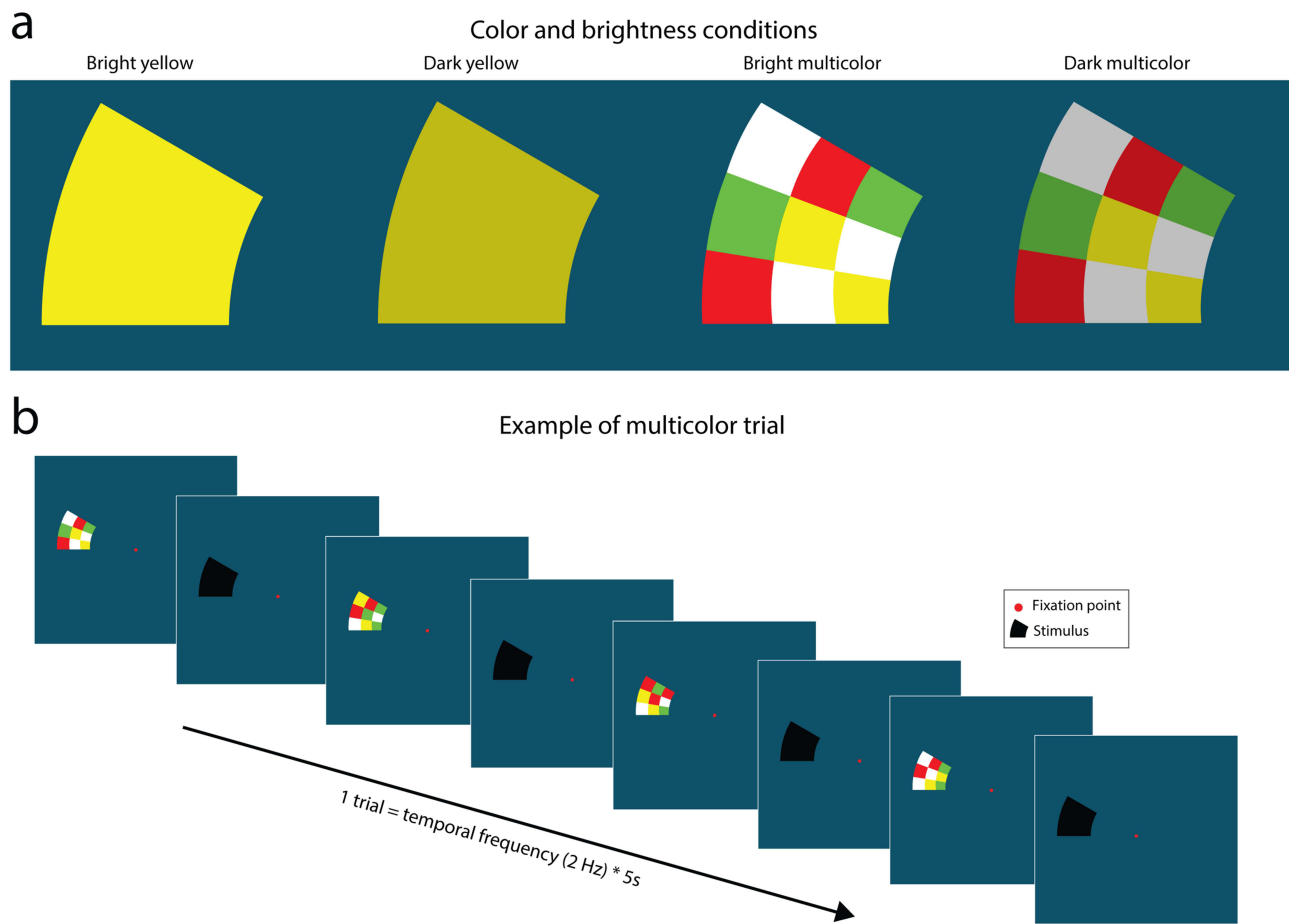 a
Color and brightness conditions
Bright yellow
Dark yellow
Bright multicolor
Dark multicolor
b
Example of multicolor trial
Fixation point
Stimulus
1 trial = temporal frequency (2 Hz) * 5s